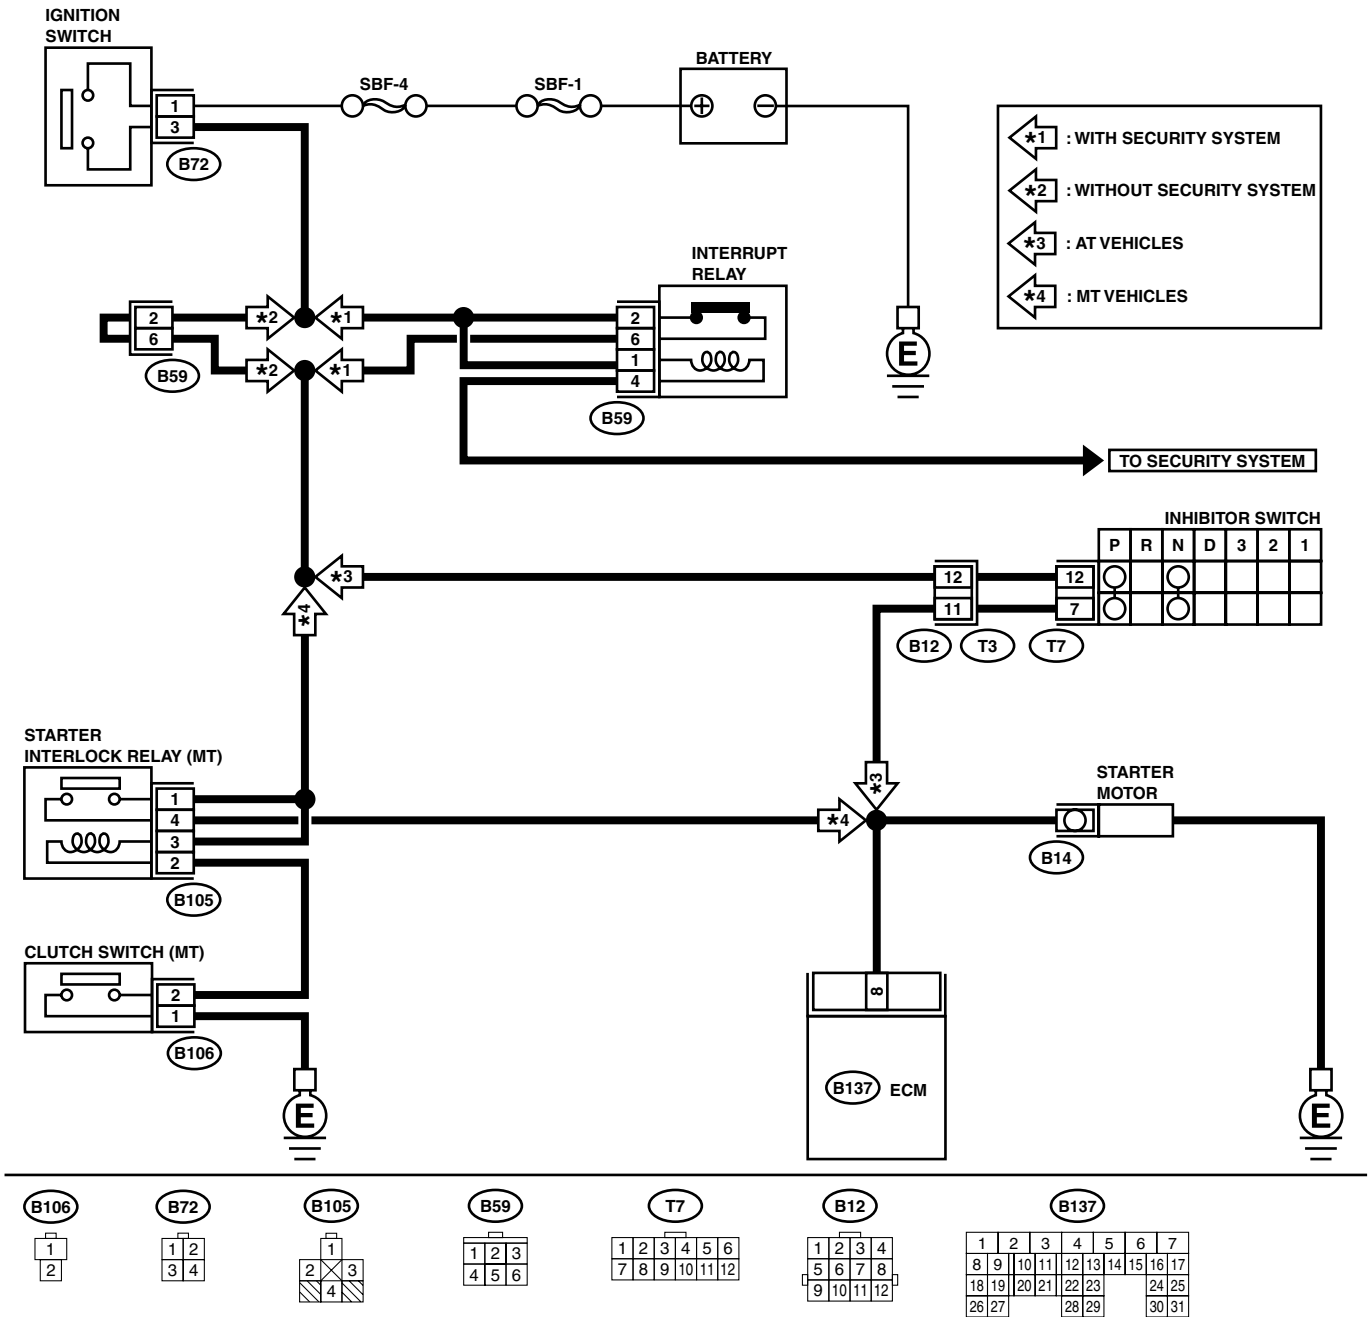 IGNITION
SWITCH
1
3
B72
SBF-4
SBF-1
BATTERY
+
−
E
*1 : WITH SECURITY SYSTEM
*2 : WITHOUT SECURITY SYSTEM
*3 : AT VEHICLES
*4 : MT VEHICLES
INTERRUPT
RELAY
2
6
B59
*2
*1
*2
*1
2
6
1
4
B59
TO SECURITY SYSTEM
INHIBITOR SWITCH
P R N D 3 2 1
*3
*4
12
11
12
7
B12
T3
T7
STARTER
INTERLOCK RELAY (MT)
1
4
3
2
B105
*3
*4
STARTER
MOTOR
B14
CLUTCH SWITCH (MT)
2
1
B106
E
8
B137 ECM
E
B106
1
2
B72
1 2
3 4
B105
1
2 3
4
B59
1 2 3
4 5 6
T7
1 2 3 4 5 6
7 8 9 10 11 12
B12
1 2 3 4
5 6 7 8
9 10 11 12
B137
1 2 3 4 5 6 7
8 9 10 11 12 13 14 15 16 17
18 19 20 21 22 23 24 25
26 27 28 29 30 31